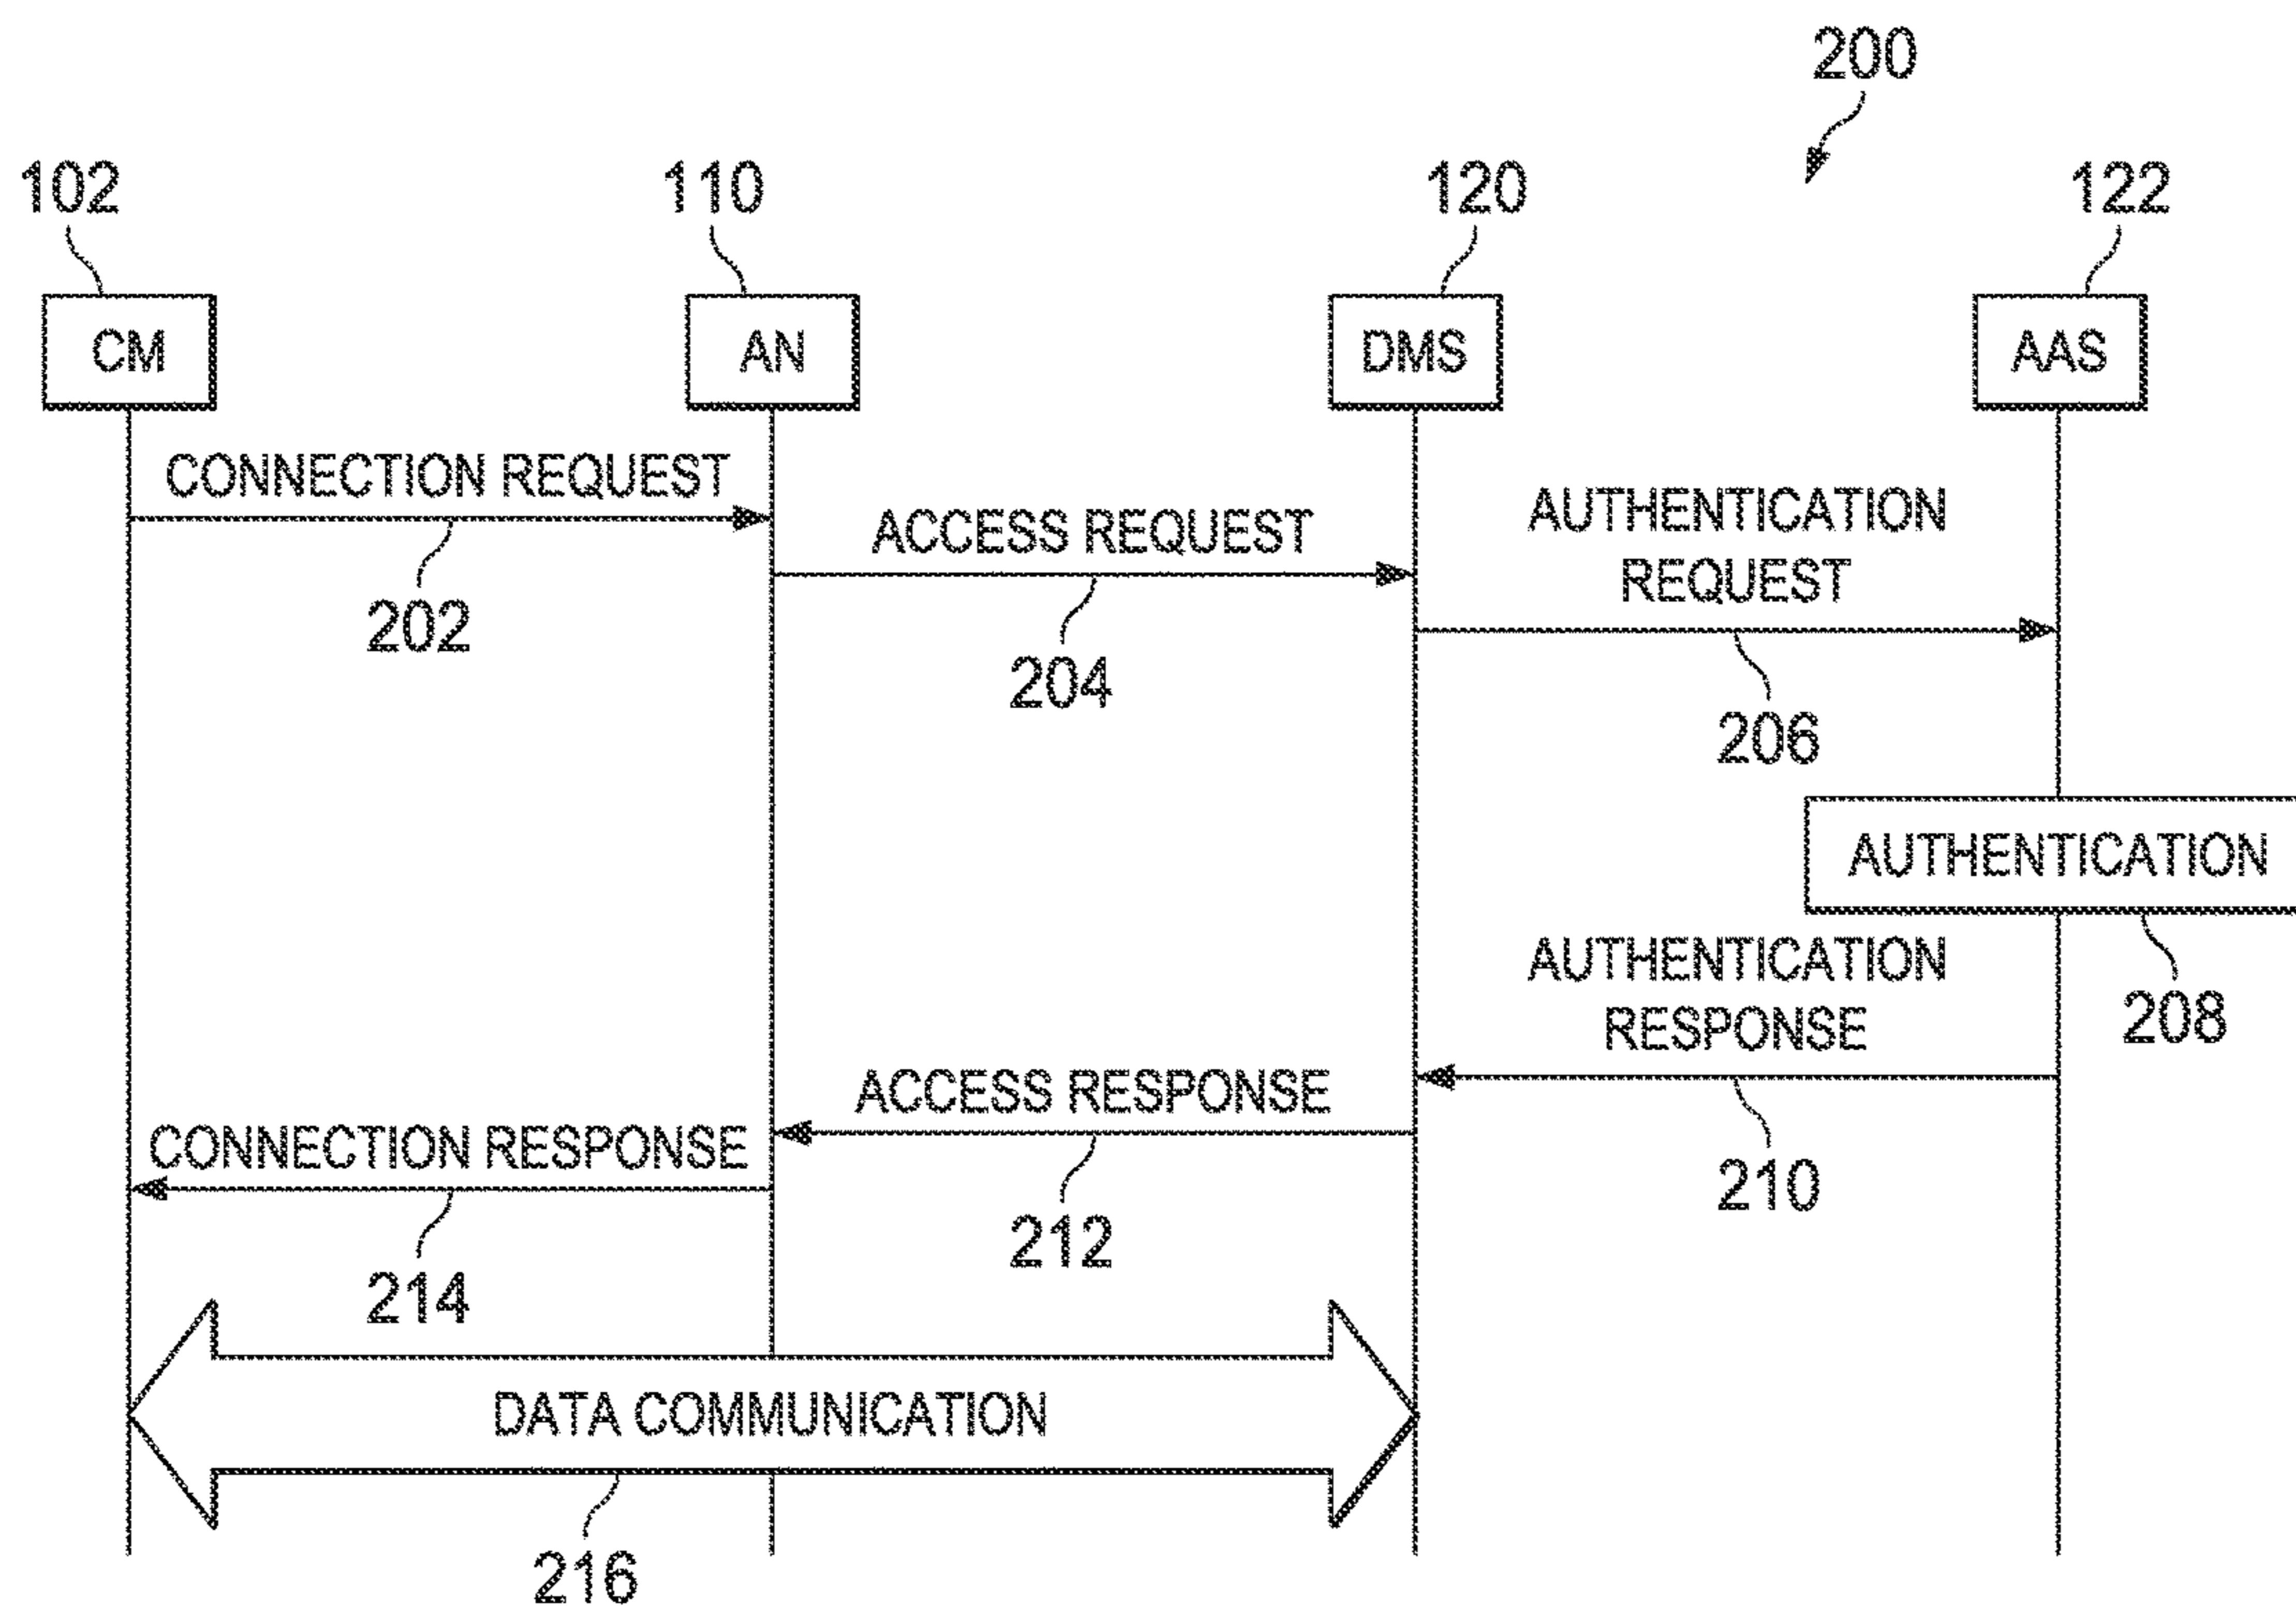 200
102
110
120
122
CM
AN
DMS
AAS
CONNECTION REQUEST
202
ACCESS REQUEST
204
AUTHENTICATION
REQUEST
206
AUTHENTICATION
208
AUTHENTICATION
RESPONSE
210
ACCESS RESPONSE
212
CONNECTION RESPONSE
214
DATA COMMUNICATION
216